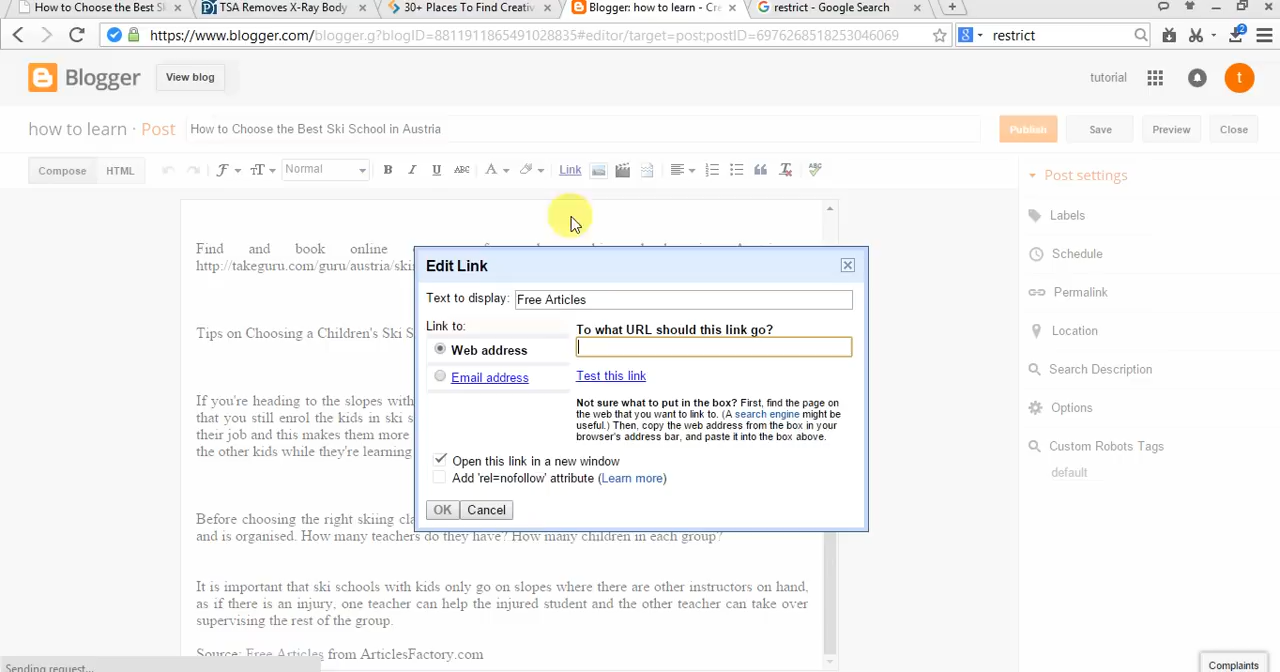 How to Choose the Best Sk
TSA Removes X-Ray Body
30+ Places To Find Creativ
Blogger: how to learn - Cre
restrict - Google Search
https://www.blogger.com/blogger.g?blogID=8811911865491028835#editor/target=post;postID=6976268518253046069
restrict
2
Blogger
View blog
tutorial
t
how to learn · Post
How to Choose the Best Ski School in Austria
Publish
Save
Preview
Close
Compose
HTML
Normal
B I U ABC A Link
Post settings
Labels
Schedule
Permalink
Location
Search Description
Options
Custom Robots Tags
default
Find and book online
http://takeguru.com/guru/austria/ski
Tips on Choosing a Children's Ski S
If you're heading to the slopes with
that you still enrol the kids in ski s
their job and this makes them more
the other kids while they're learning
Before choosing the right skiing cla
and is organised. How many teachers do they have? How many children in each group?
It is important that ski schools with kids only go on slopes where there are other instructors on hand,
as if there is an injury, one teacher can help the injured student and the other teacher can take over
supervising the rest of the group.
Source: Free Articles from ArticlesFactory.com
Edit Link
Text to display: Free Articles
Link to:
Web address
Email address
To what URL should this link go?
Test this link
Not sure what to put in the box? First, find the page on
the web that you want to link to. (A search engine might be
useful.) Then, copy the web address from the box in your
browser's address bar, and paste it into the box above.
Open this link in a new window
Add 'rel=nofollow' attribute (Learn more)
OK
Cancel
Sending request...
Complaints